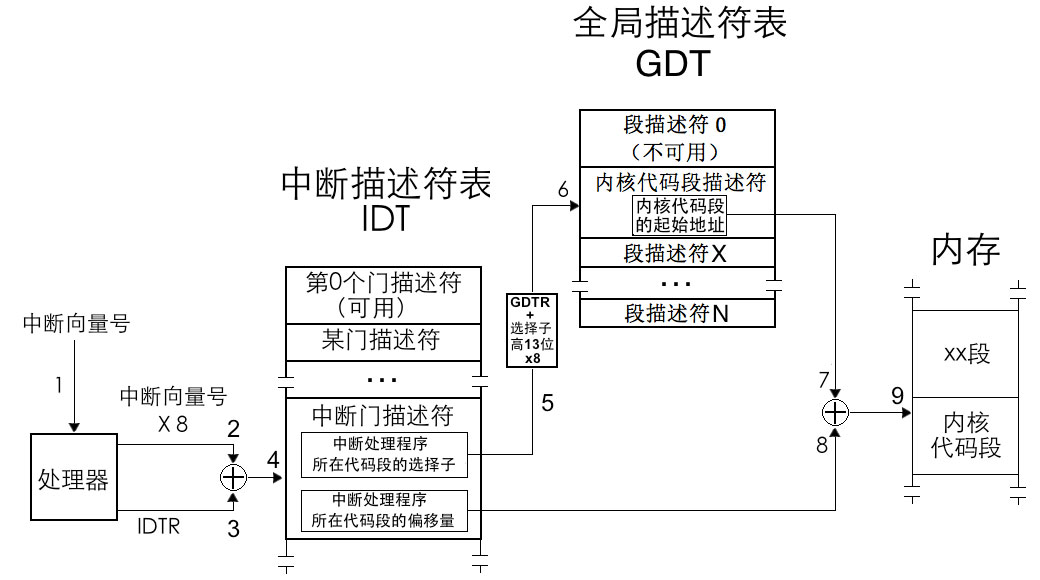 全局描述符表
GDT
段描述符 0
（不可用）
内核代码段描述符
内核代码段
的起始地址
段描述符X
...
段描述符N
6
中断描述符表
IDT
第0个门描述符
（可用）
某门描述符
...
中断门描述符
中断处理程序
所在代码段的选择子
中断处理程序
所在代码段的偏移量
GDTR
+
选择子
高13位
x8
5
中断向量号
1
中断向量号
X 8
2
处理器
4
IDTR
3
7
8
9
内存
xx段
内核
代码段